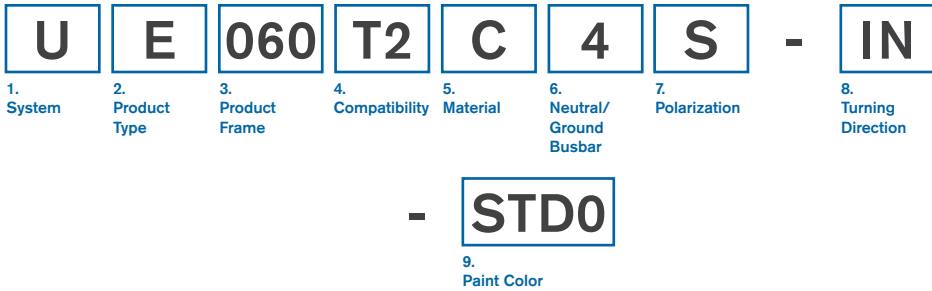 U E 060 T2 C 4 S - IN
1. 2. 3. 4. 5. 6. 7. 8.
System Product Product Compatibility Material Neutral/ Polarization Turning
Type Frame Ground Direction
Busbar
- STD0
9.
Paint Color